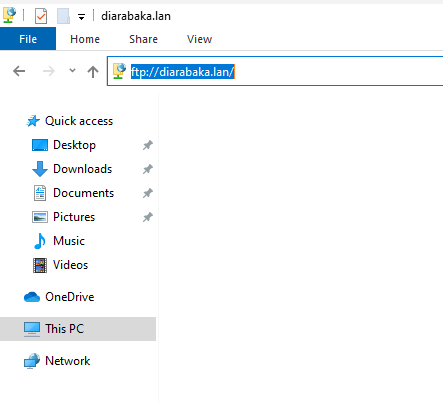 diarabaka.lan
File Home Share View
ftp://diarabaka.lan/
Quick access
Desktop
Downloads
Documents
Pictures
Music
Videos
OneDrive
This PC
Network